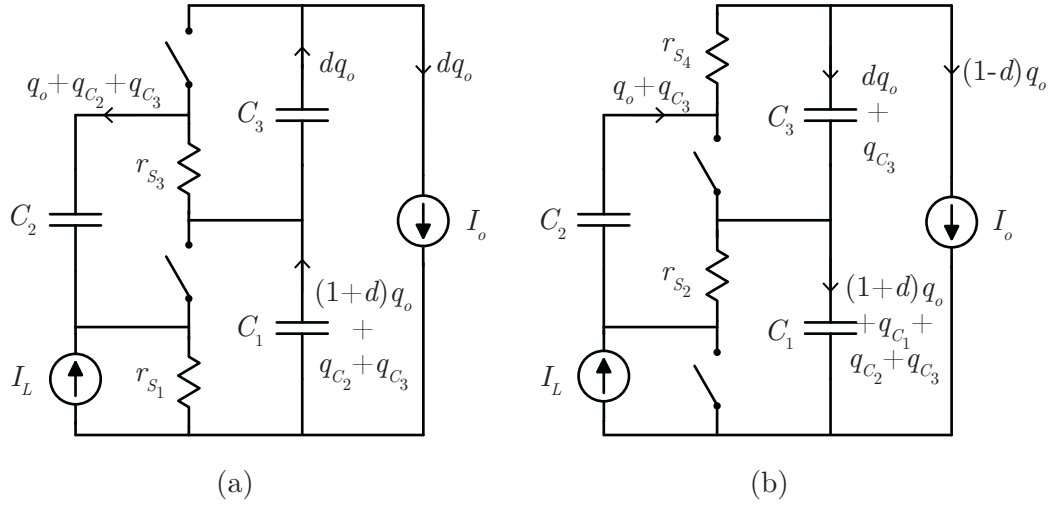 dq_o
dq_o
q_o+q_{C_2}+q_{C_3}
C_3
r_{S_3}
C_2
I_o
(1+d)q_o
+
q_{C_2}+q_{C_3}
C_1
I_L
r_{S_1}
(a)
r_{S_4}
(1-d)q_o
q_o+q_{C_3}
dq_o
+
q_{C_3}
C_3
C_2
I_o
r_{S_2}
(1+d)q_o
+q_{C_1}+
q_{C_2}+q_{C_3}
C_1
I_L
(b)